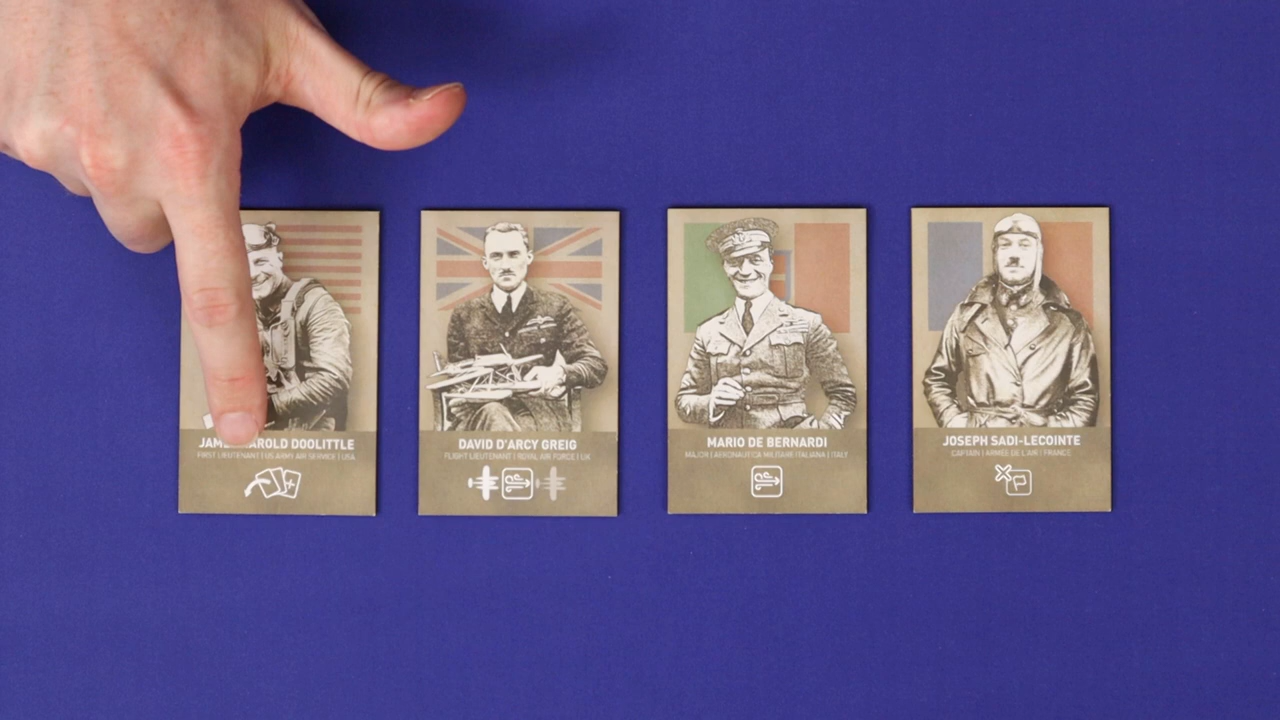 DOOLITTLE
FIRST LIEUTENANT | US ARMY AIR SERVICE | USA
DAVID D'ARCY GREIG
FLIGHT LIEUTENANT | ROYAL AIR FORCE | UK
MARIO DE BERNARDI
MAJOR | AERONAUTICA MILITARE ITALIANA | ITALY
JOSEPH SADI-LECOINTE
CAPTAIN | ARMÉE DE L'AIR | FRANCE